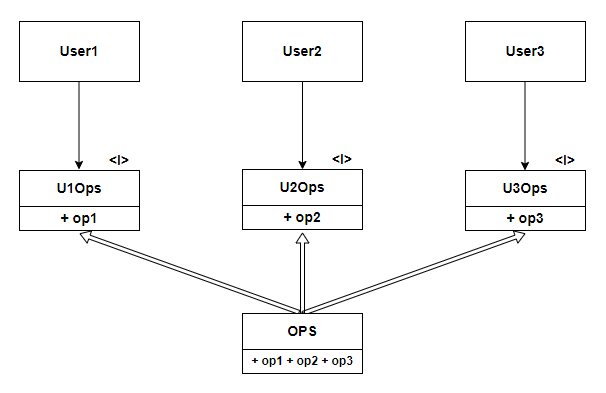 User1
User2
User3
<I>
<I>
<I>
U1Ops
U2Ops
U3Ops
+ op1
+ op2
+ op3
OPS
+ op1 + op2 + op3